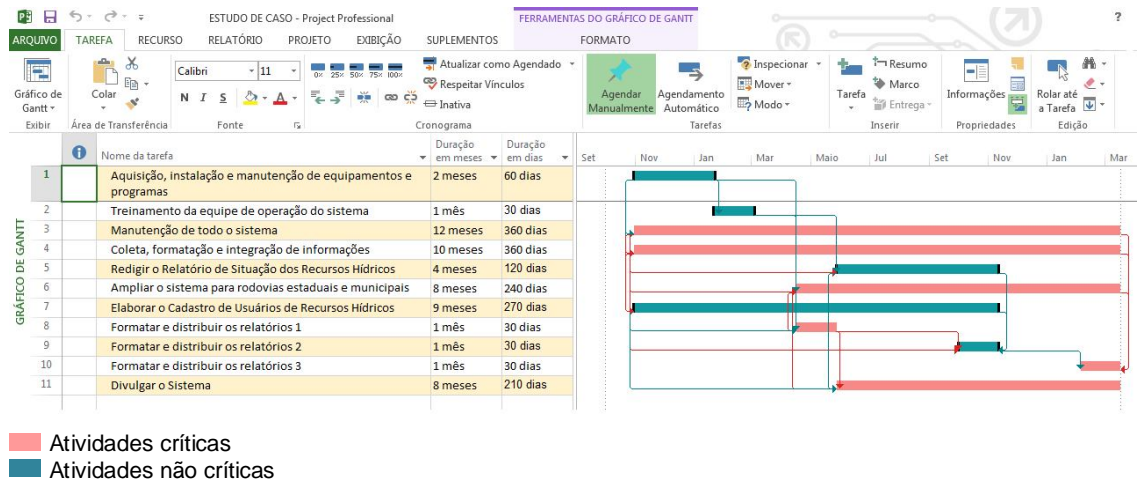 ESTUDO DE CASO - Project Professional
FERRAMENTAS DO GRÁFICO DE GANTT
?
ARQUIVO TAREFA RECURSO RELATÓRIO PROJETO EXIBIÇÃO SUPLEMENTOS FORMATO
Gráfico de Gantt
Exibir
Colar
Área de Transferência
Calibri 11
N I S A
Fonte
0× 25× 50× 75× 100×
Atualizar como Agendado
Respeitar Vínculos
Inativa
Cronograma
Agendar Manualmente
Agendamento Automático
Inspecionar
Mover
Modo
Tarefas
Tarefa
Resumo
Marco
Entrega
Inserir
Informações
Propriedades
Rolar até a Tarefa
Edição
Nome da tarefa Duração em meses Duração em dias Set Nov Jan Mar Maio Jul Set Nov Jan Mar
1 Aquisição, instalação e manutenção de equipamentos e 2 meses 60 dias
programas
2 Treinamento da equipe de operação do sistema 1 mês 30 dias
3 Manutenção de todo o sistema 12 meses 360 dias
4 Coleta, formatação e integração de informações 10 meses 360 dias
5 Redigir o Relatório de Situação dos Recursos Hídricos 4 meses 120 dias
6 Ampliar o sistema para rodovias estaduais e municipais 8 meses 240 dias
7 Elaborar o Cadastro de Usuários de Recursos Hídricos 9 meses 270 dias
8 Formatar e distribuir os relatórios 1 1 mês 30 dias
9 Formatar e distribuir os relatórios 2 1 mês 30 dias
10 Formatar e distribuir os relatórios 3 1 mês 30 dias
11 Divulgar o Sistema 8 meses 210 dias
GRÁFICO DE GANTT
Atividades críticas
Atividades não críticas